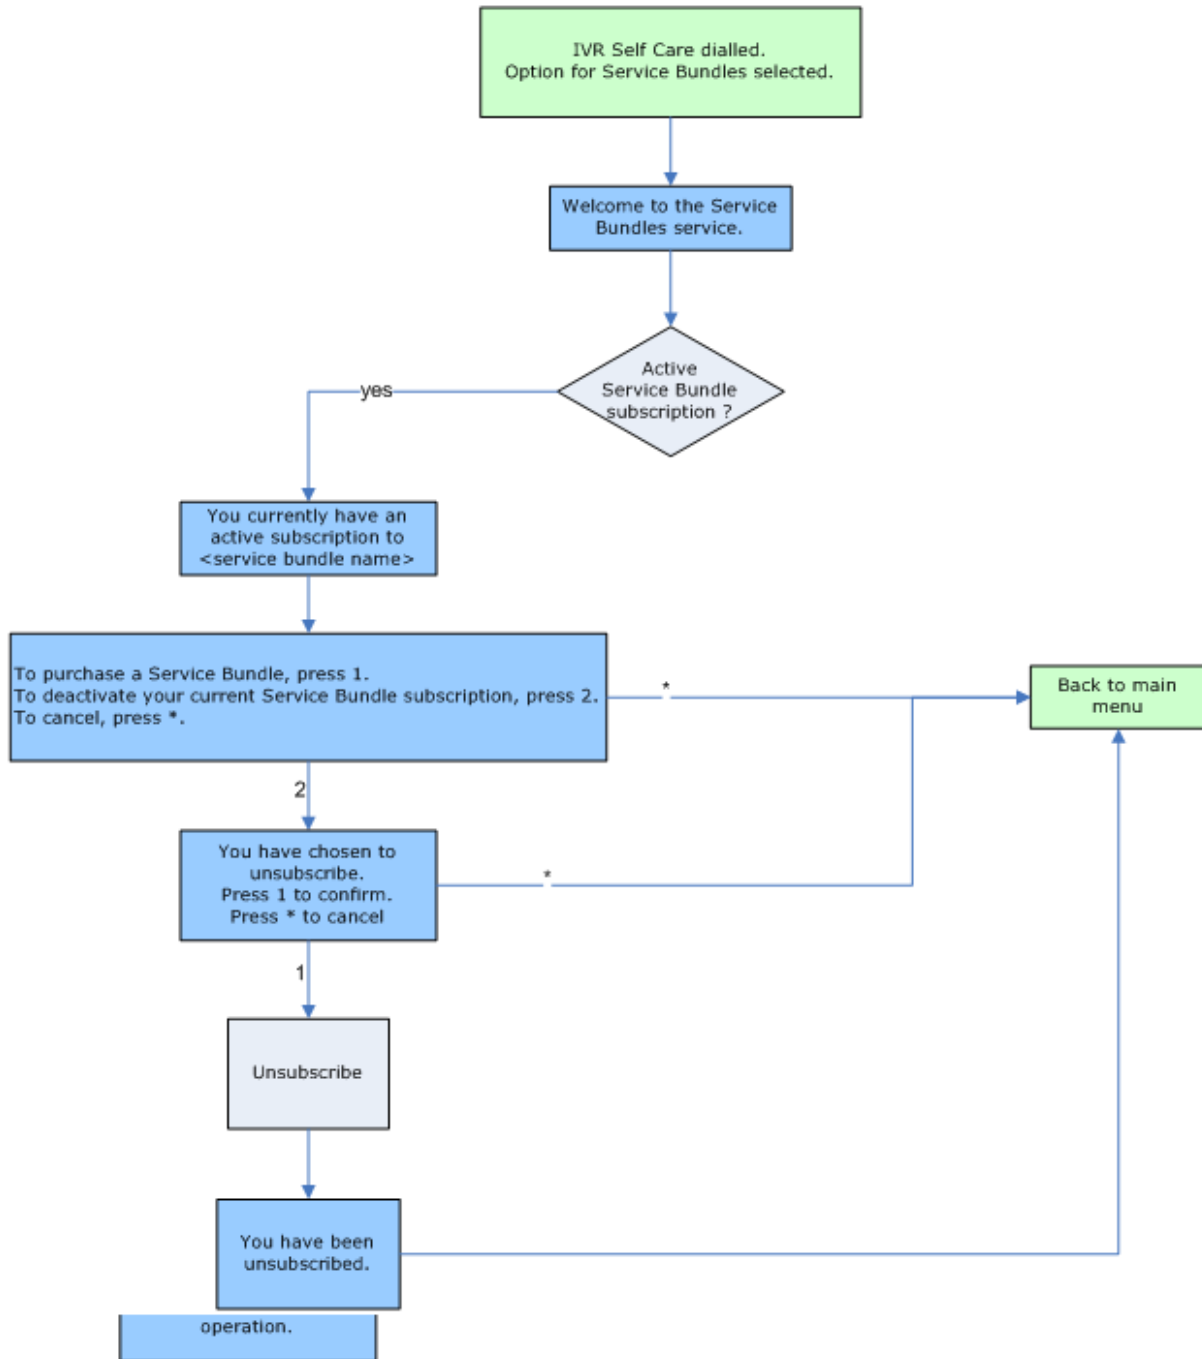 IVR Self Care dialled.
Option for Service Bundles selected.
Welcome to the Service
Bundles service.
Active
Service Bundle
subscription ?
yes
You currently have an
active subscription to
<service bundle name>
To purchase a Service Bundle, press 1.
To deactivate your current Service Bundle subscription, press 2.
To cancel, press *.
*
Back to main
menu
2
You have chosen to
unsubscribe.
Press 1 to confirm.
Press * to cancel
*
1
Unsubscribe
You have been
unsubscribed.
operation.